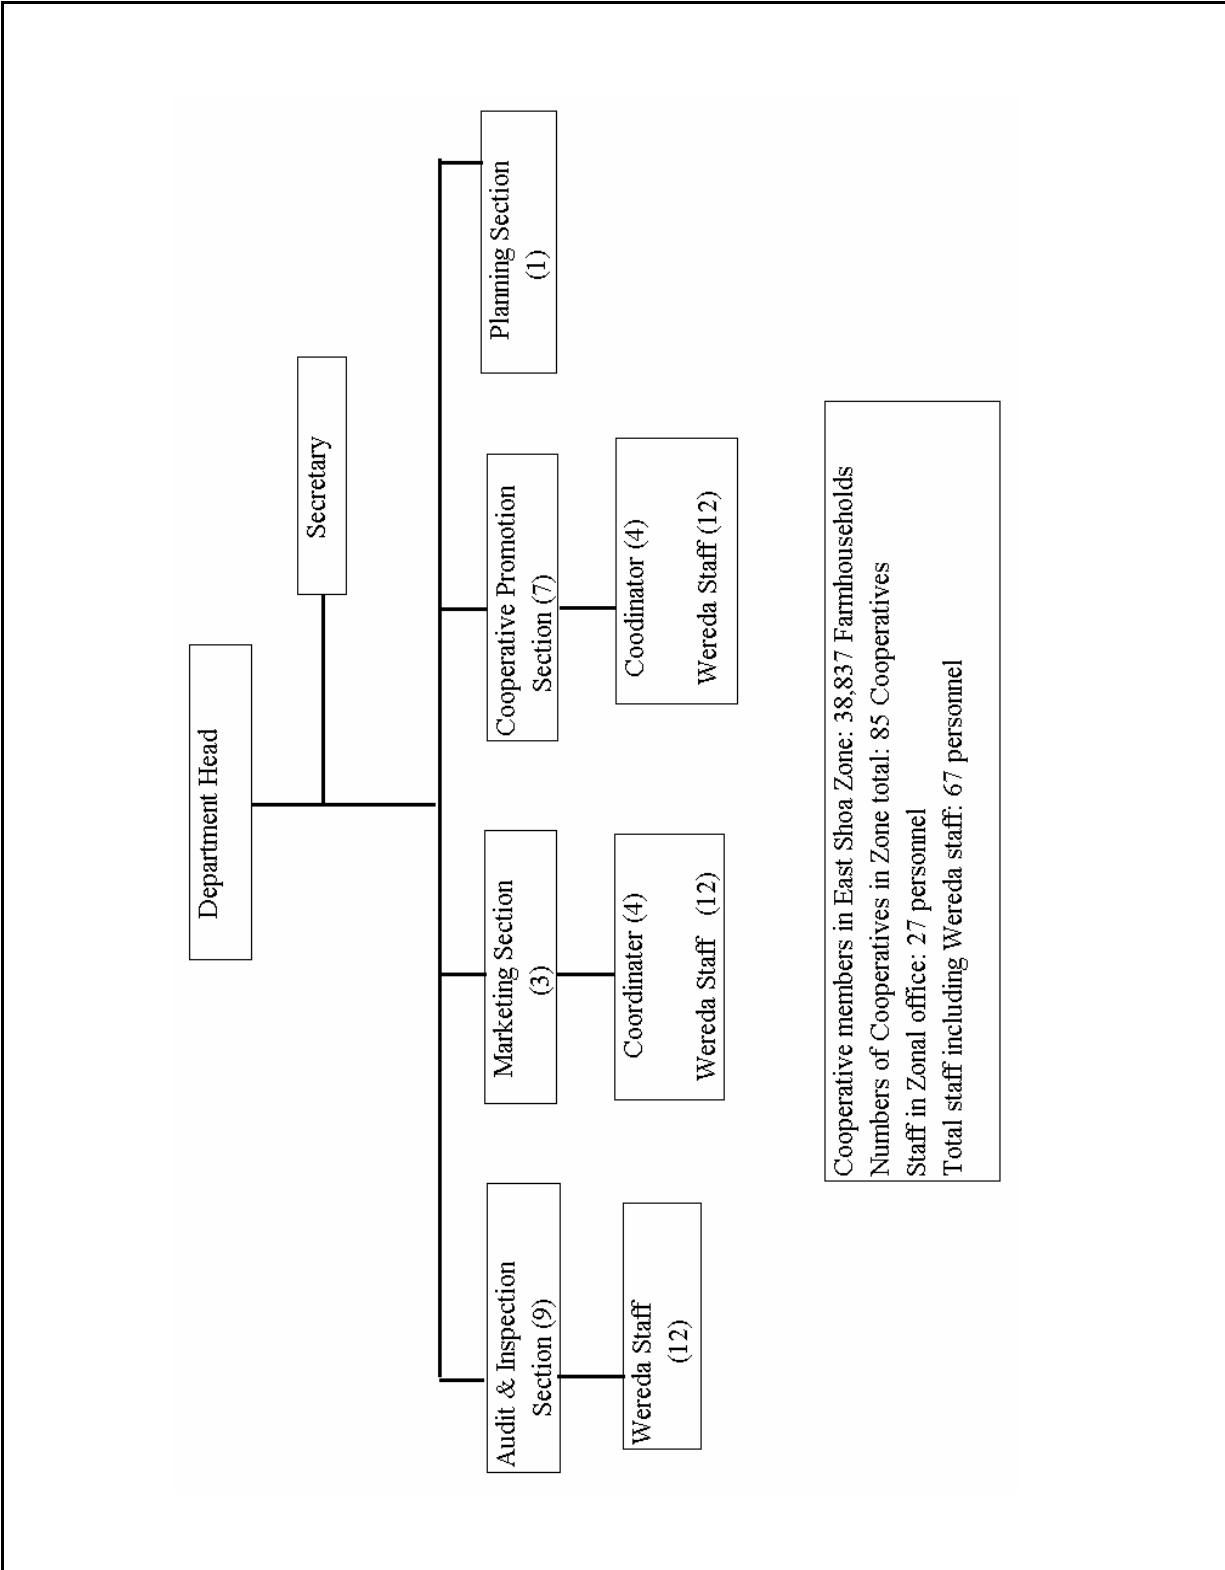 Department Head
Secretary
Audit & Inspection
Section (9)
Marketing Section
(3)
Cooperative Promotion
Section (7)
Planning Section
(1)
Wereda Staff
(12)
Coordinater (4)
Wereda Staff (12)
Coodinator (4)
Wereda Staff (12)
Cooperative members in East Shoa Zone: 38,837 Farmhouseholds
Numbers of Cooperatives in Zone total: 85 Cooperatives
Staff in Zonal office: 27 personnel
Total staff including Wereda staff: 67 personnel